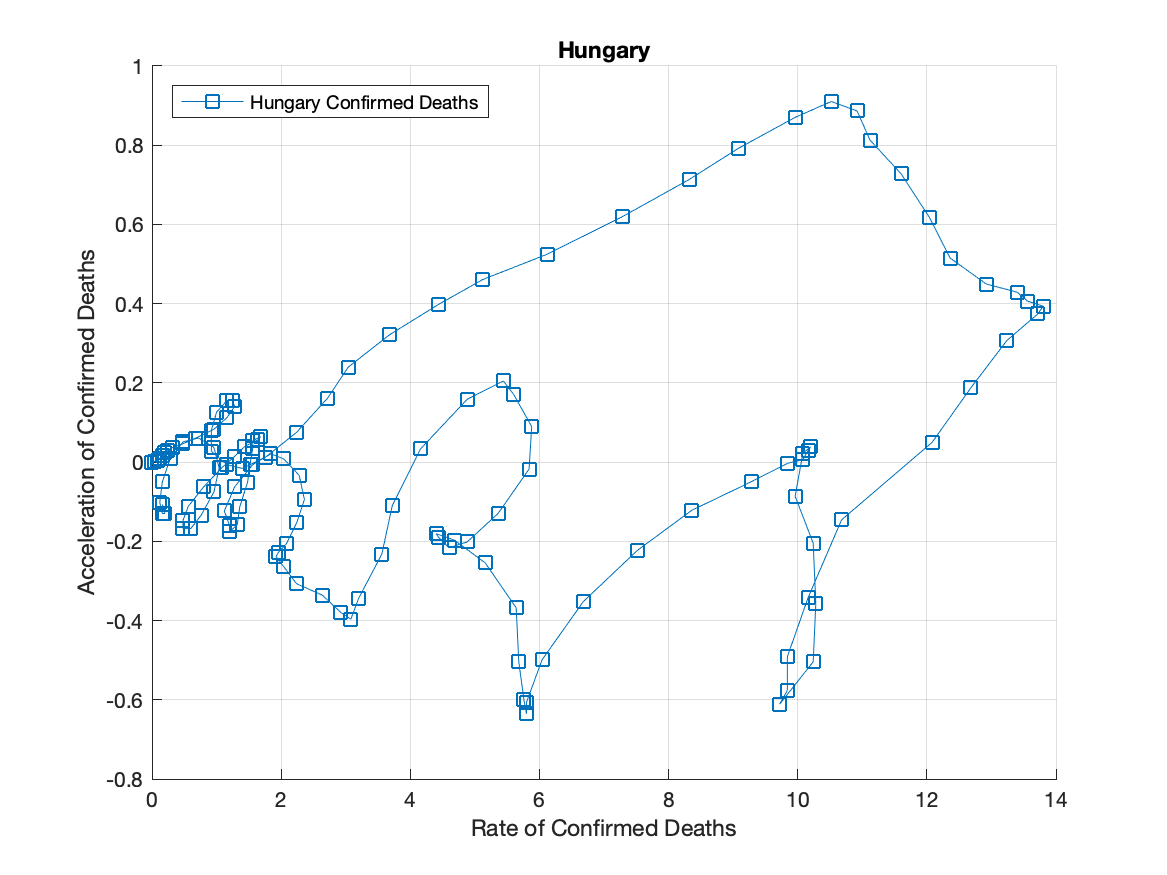 Hungary
Hungary Confirmed Deaths
1
0.8
0.6
0.4
0.2
0
-0.2
-0.4
-0.6
-0.8
Acceleration of Confirmed Deaths
0 2 4 6 8 10 12 14
Rate of Confirmed Deaths